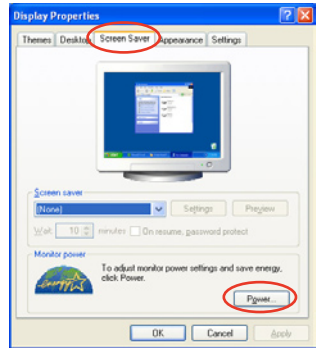 Display Properties
Themes Desktop Screen Saver Appearance Settings
Screen saver
(None) Settings Preview
Wait: 10 minutes On resume, password protect
Monitor power
To adjust monitor power settings and save energy,
click Power.
energy
Power...
OK Cancel Apply